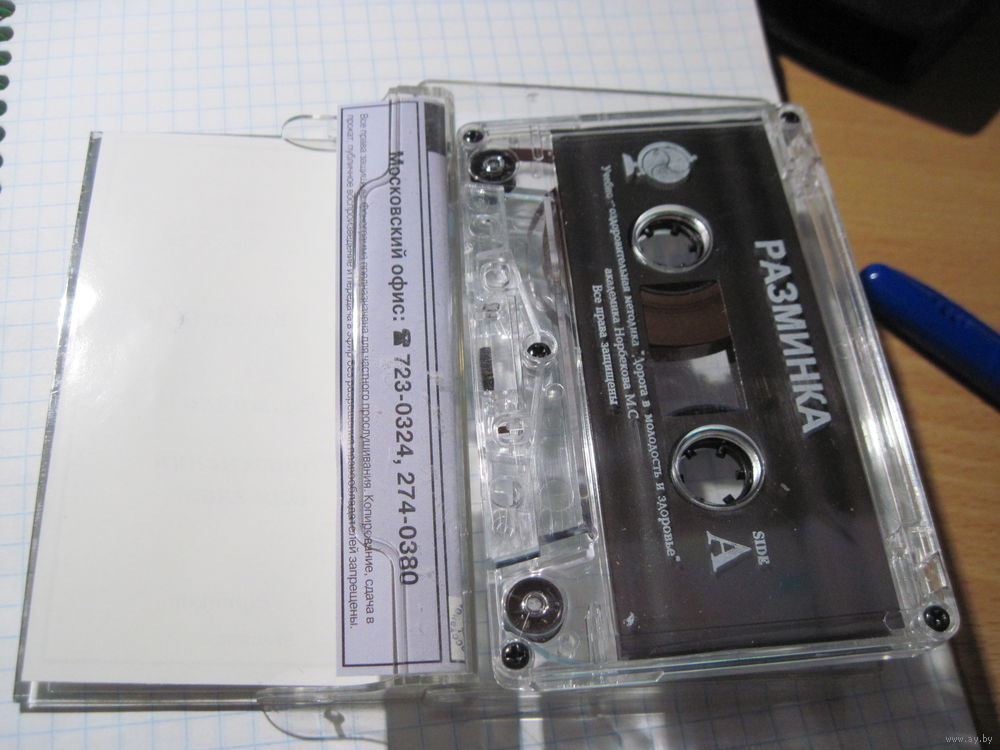 Московский офис: ☎ 723-0324, 274-0380
Все права защищены. Фонограмма предназначена для частного прослушивания. Копирование, сдача в
прокат, публичное воспроизведение и передача в эфир без разрешения правообладателей запрещены.
РАЗМИНКА
SIDE
A
Учебно-оздоровительная методика "Дорога в молодость и здоровье"
академика Норбекова М.С.
Все права защищены
www.ay.by